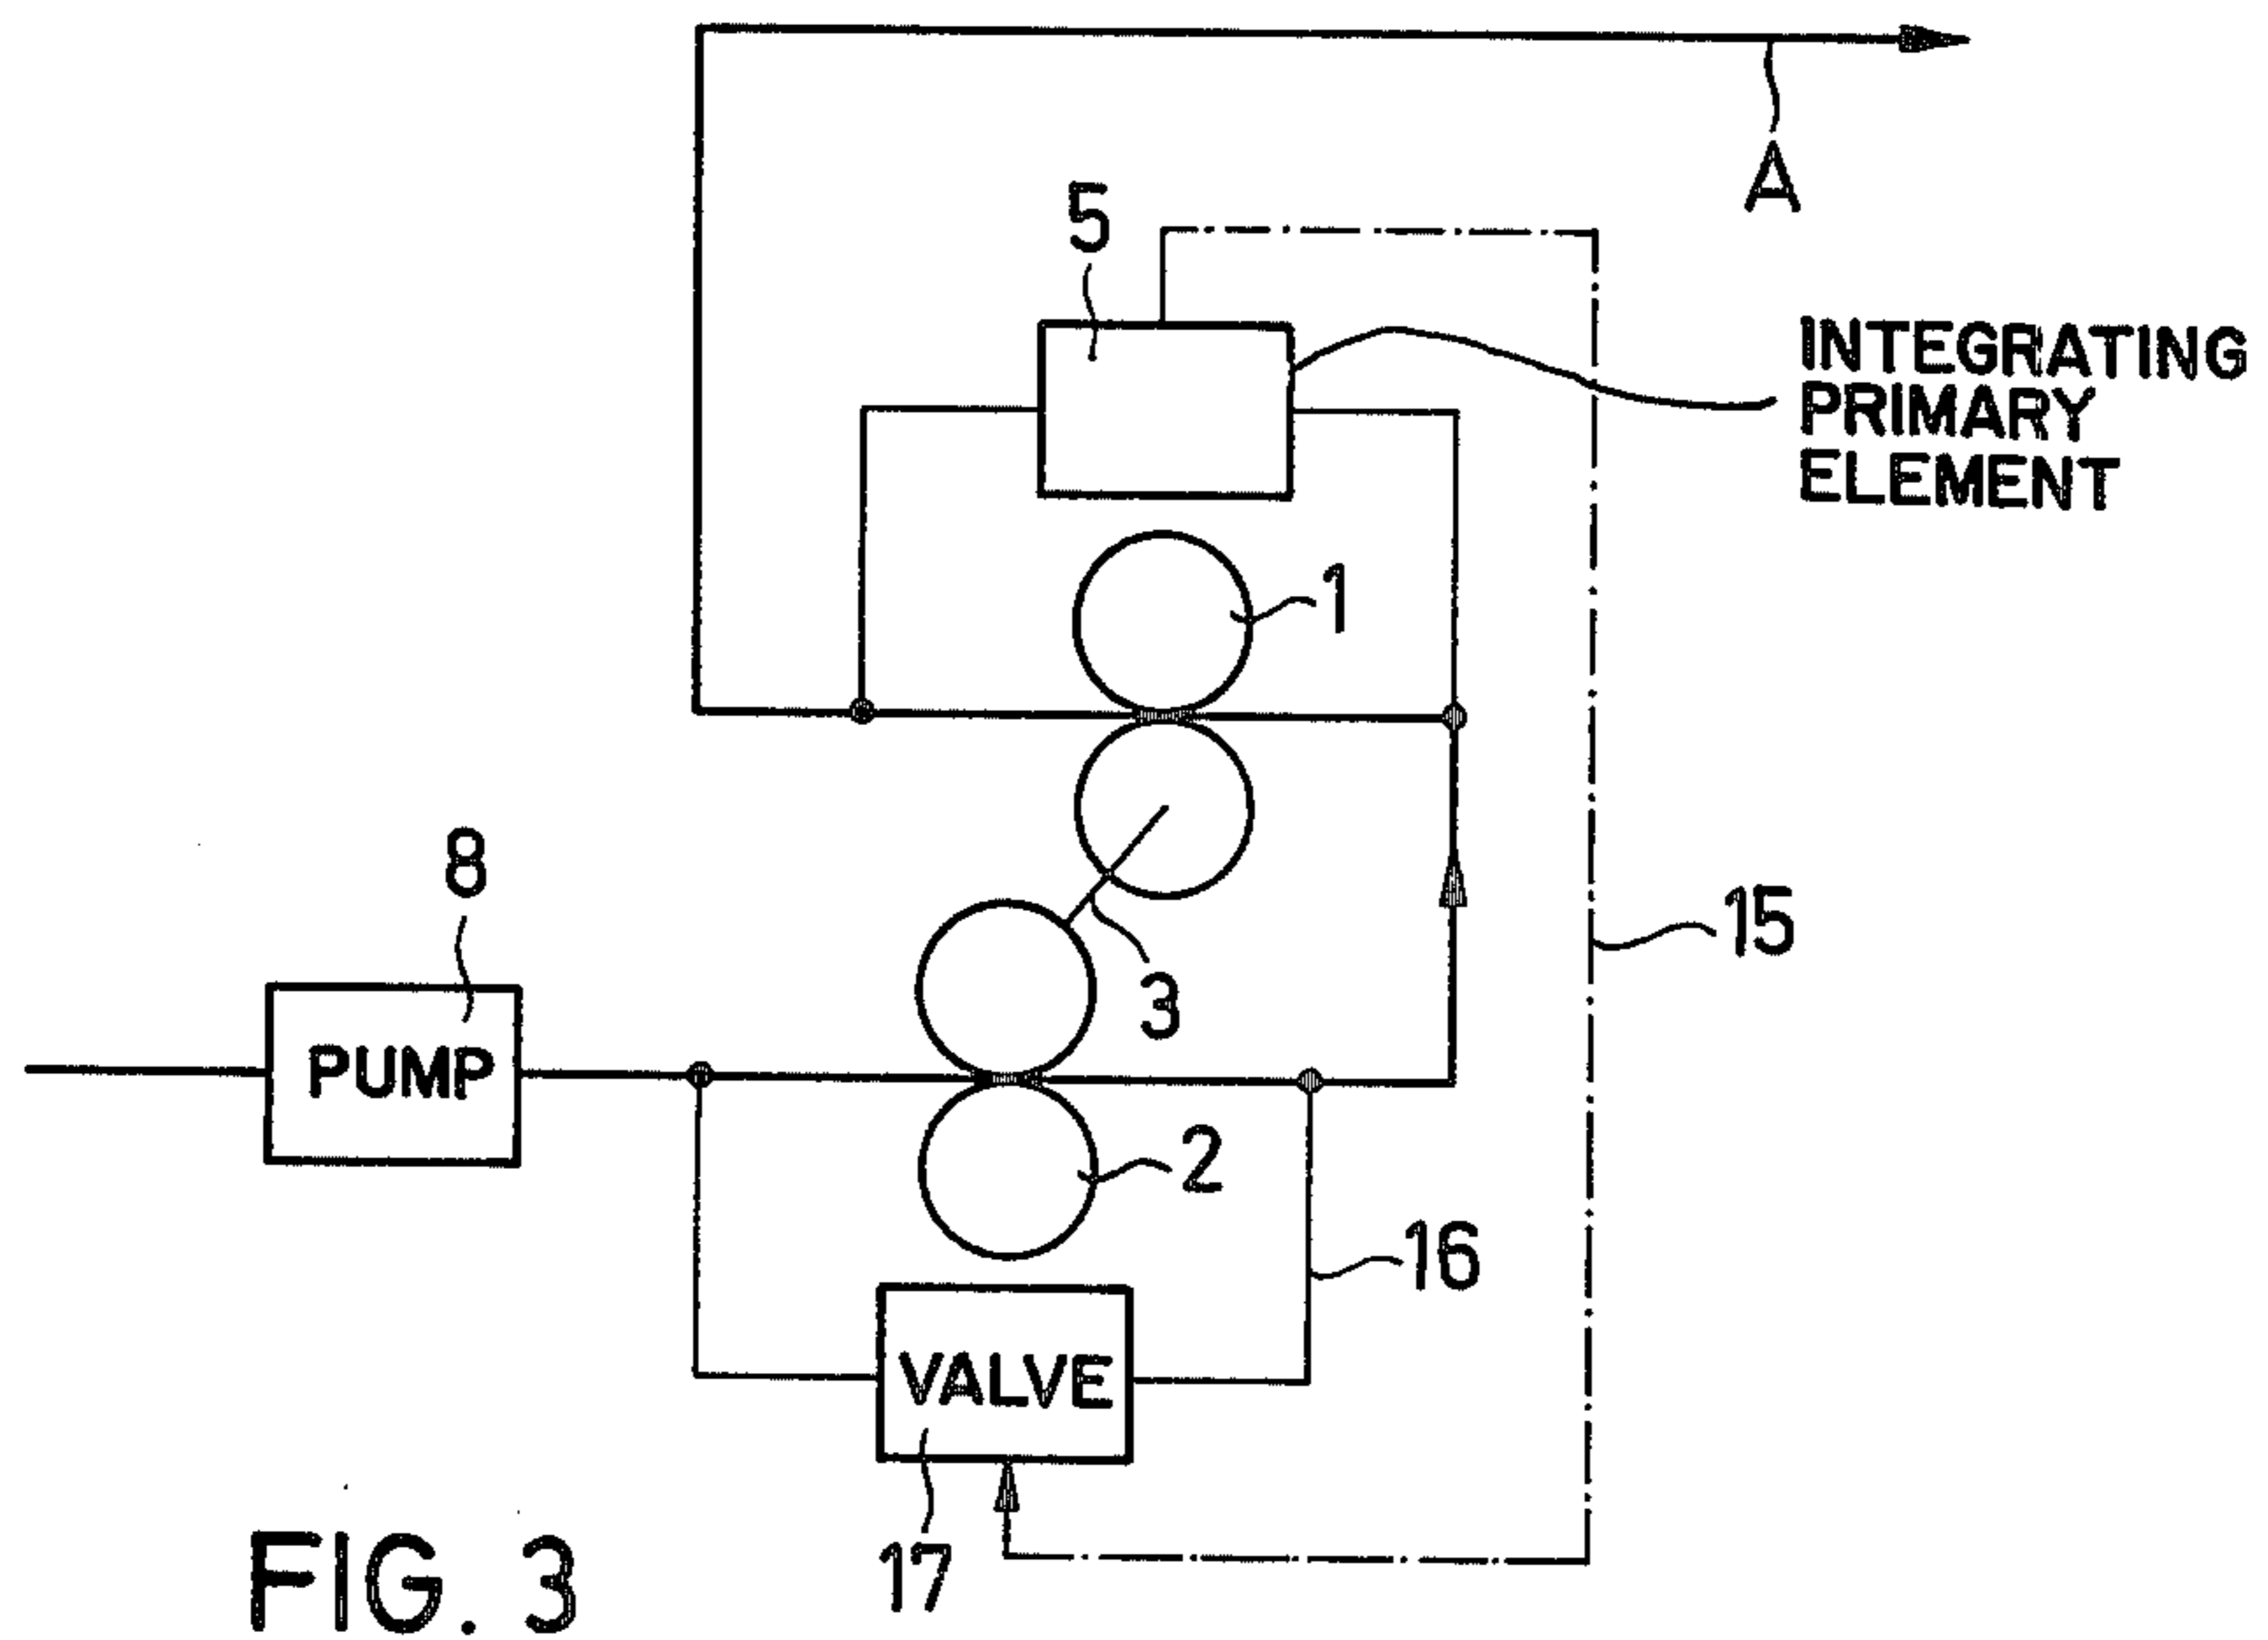 A
5
INTEGRATING
PRIMARY
ELEMENT
1
8
15
3
PUMP
2
16
VALVE
17
FIG. 3